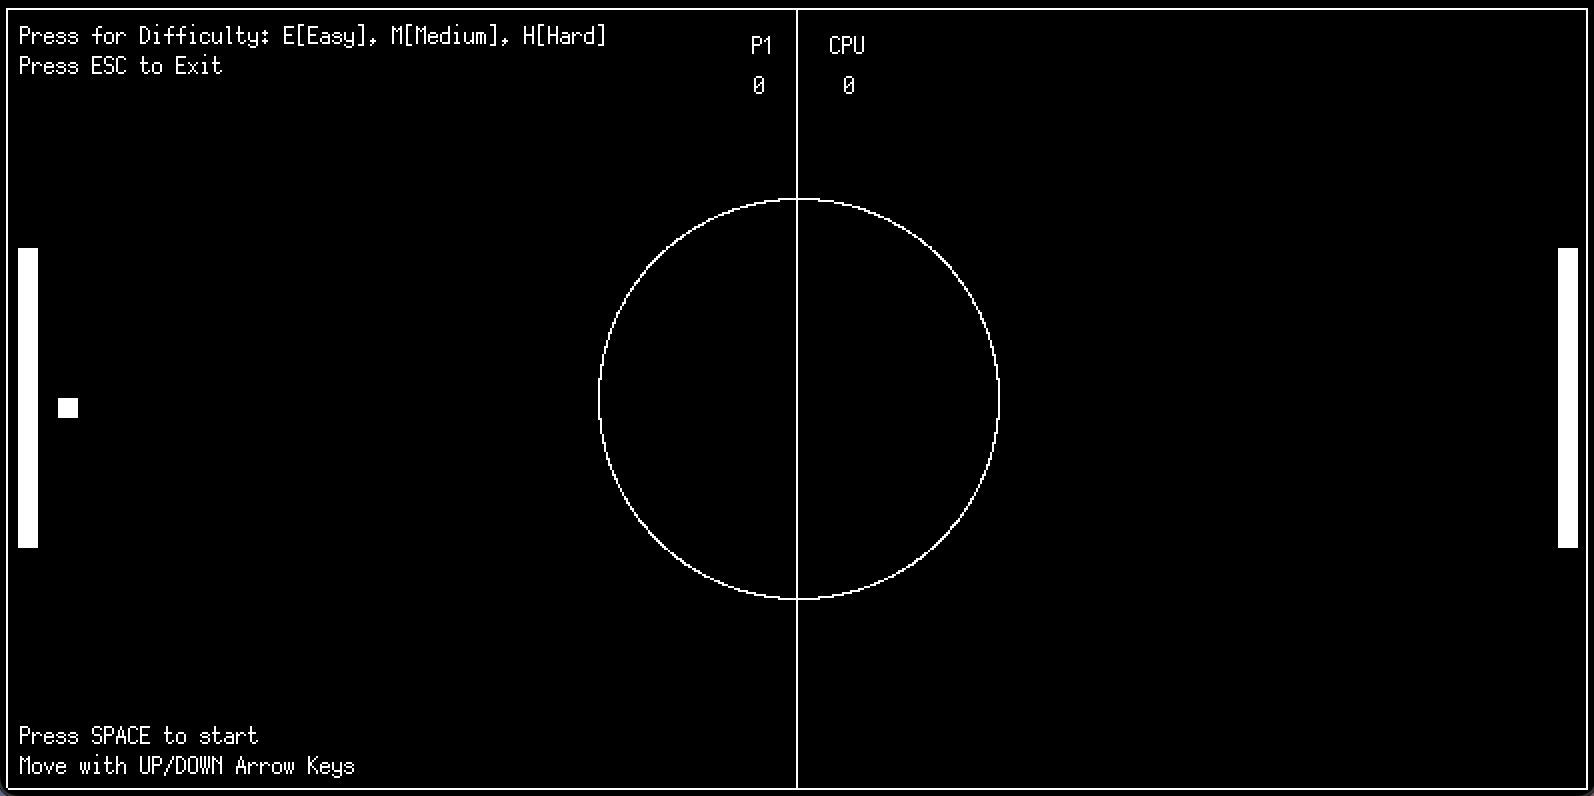 Press for Difficulty: E[Easy], M[Medium], H[Hard]
Press ESC to Exit
P1 CPU
0 0
Press SPACE to start
Move with UP/DOWN Arrow Keys